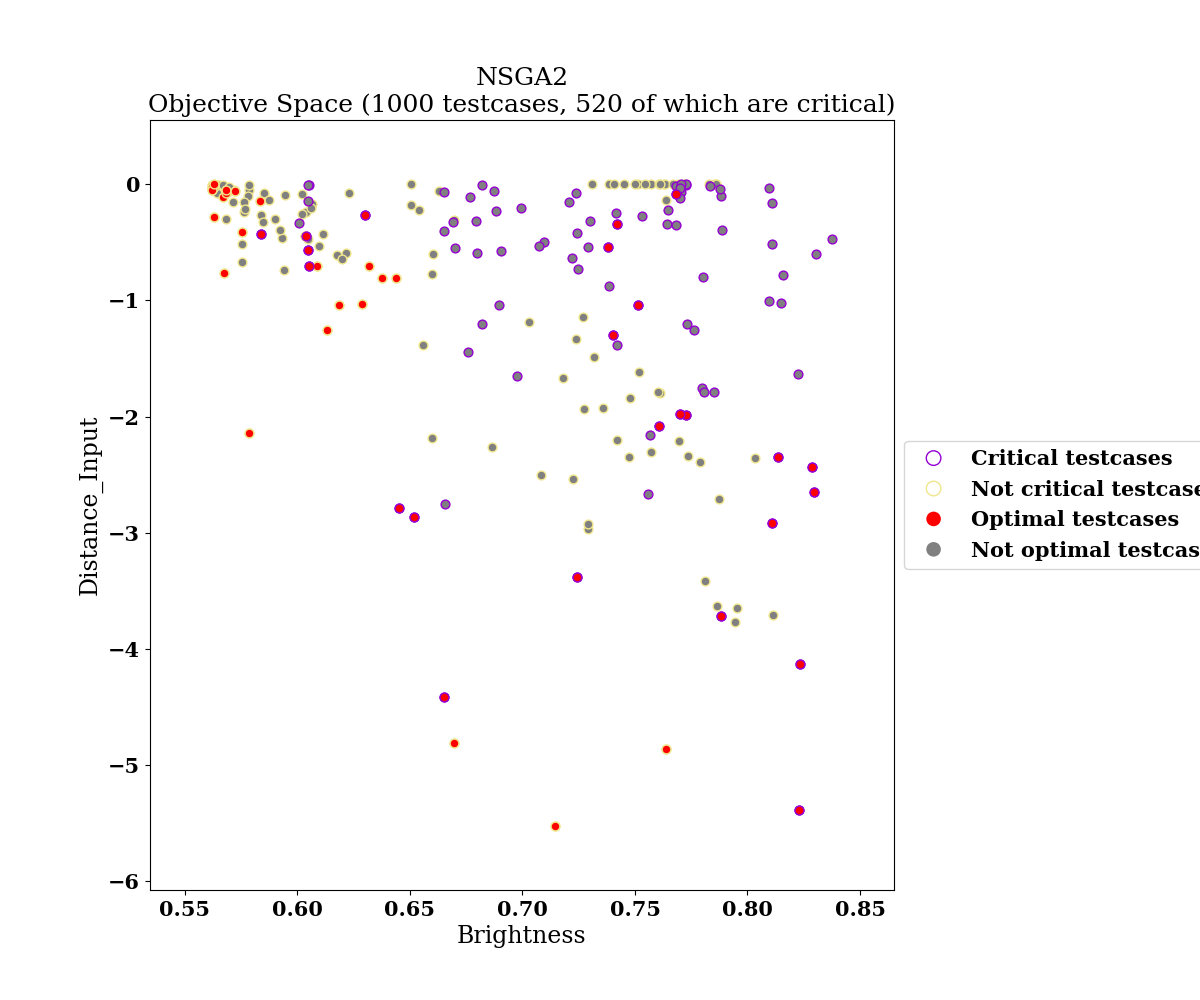 NSGA2
Objective Space (1000 testcases, 520 of which are critical)
0
−1
−2
−3
−4
−5
−6
Distance_Input
0.55 0.60 0.65 0.70 0.75 0.80 0.85
Brightness
Critical testcases
Not critical testcase
Optimal testcases
Not optimal testcas